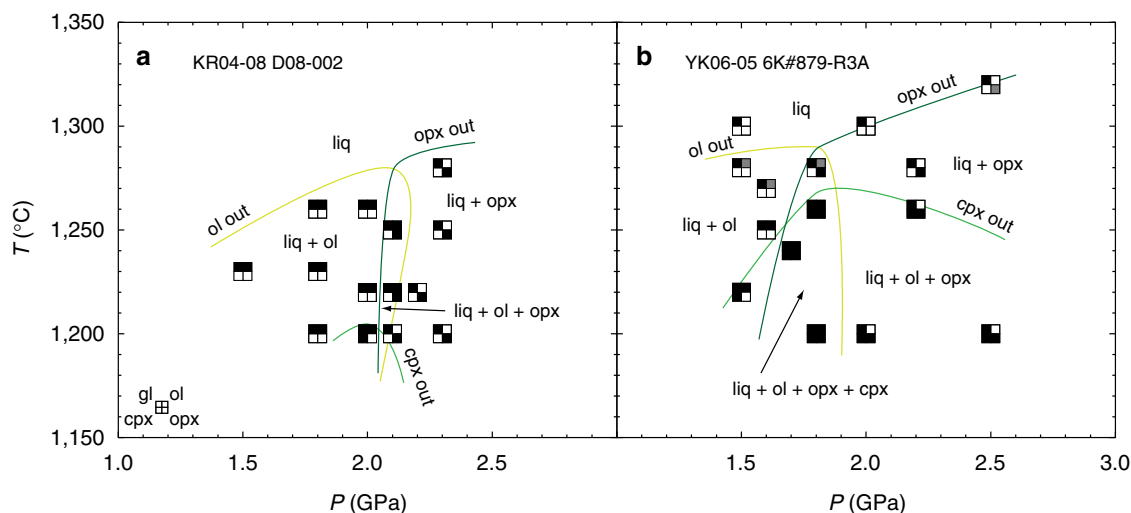 1,350
1,300
1,250
1,200
1,150
T (°C)
a
KR04-08 D08-002
liq
opx out
ol out
liq + opx
liq + ol
liq + ol + opx
cpx out
gl ol
cpx opx
1.0
1.5
2.0
2.5
P (GPa)
b
YK06-05 6K#879-R3A
liq
opx out
ol out
liq + opx
cpx out
liq + ol
liq + ol + opx
liq + ol + opx + cpx
1.5
2.0
2.5
3.0
P (GPa)